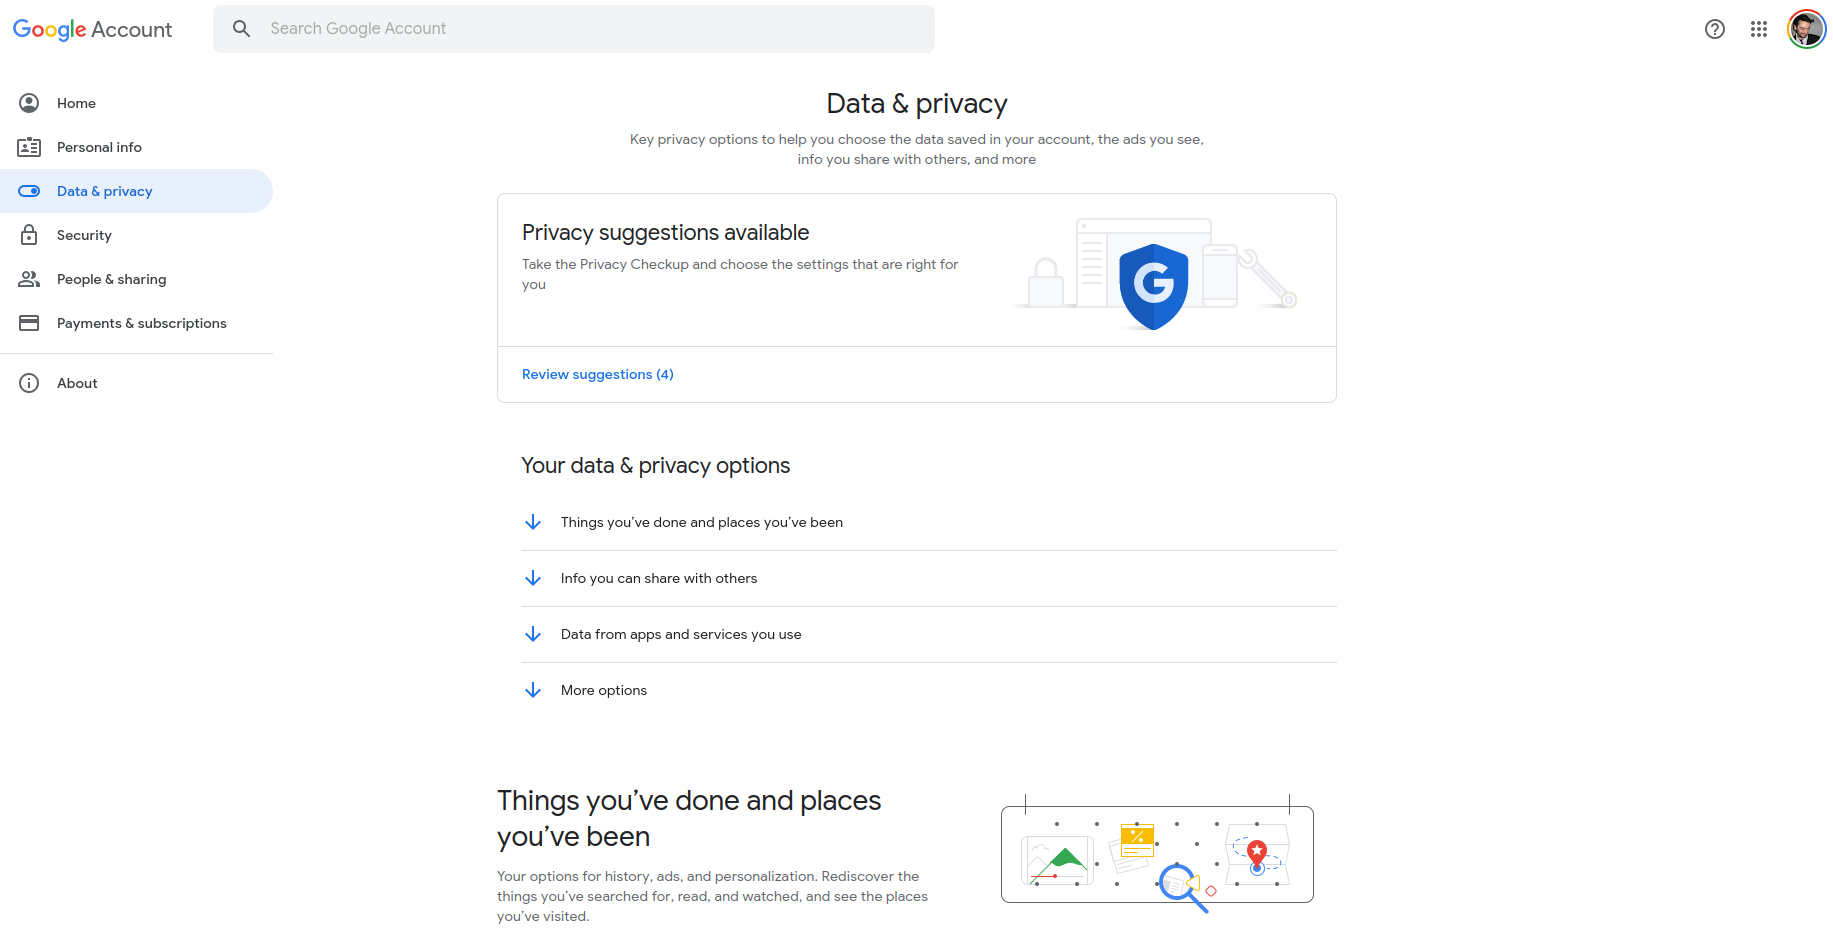 Google Account
Search Google Account
Home
Personal info
Data & privacy
Security
People & sharing
Payments & subscriptions
About
Data & privacy
Key privacy options to help you choose the data saved in your account, the ads you see,
info you share with others, and more
Privacy suggestions available
Take the Privacy Checkup and choose the settings that are right for
you
G
Review suggestions (4)
Your data & privacy options
Things you’ve done and places you’ve been
Info you can share with others
Data from apps and services you use
More options
Things you’ve done and places
you’ve been
Your options for history, ads, and personalization. Rediscover the
things you’ve searched for, read, and watched, and see the places
you’ve visited.
%